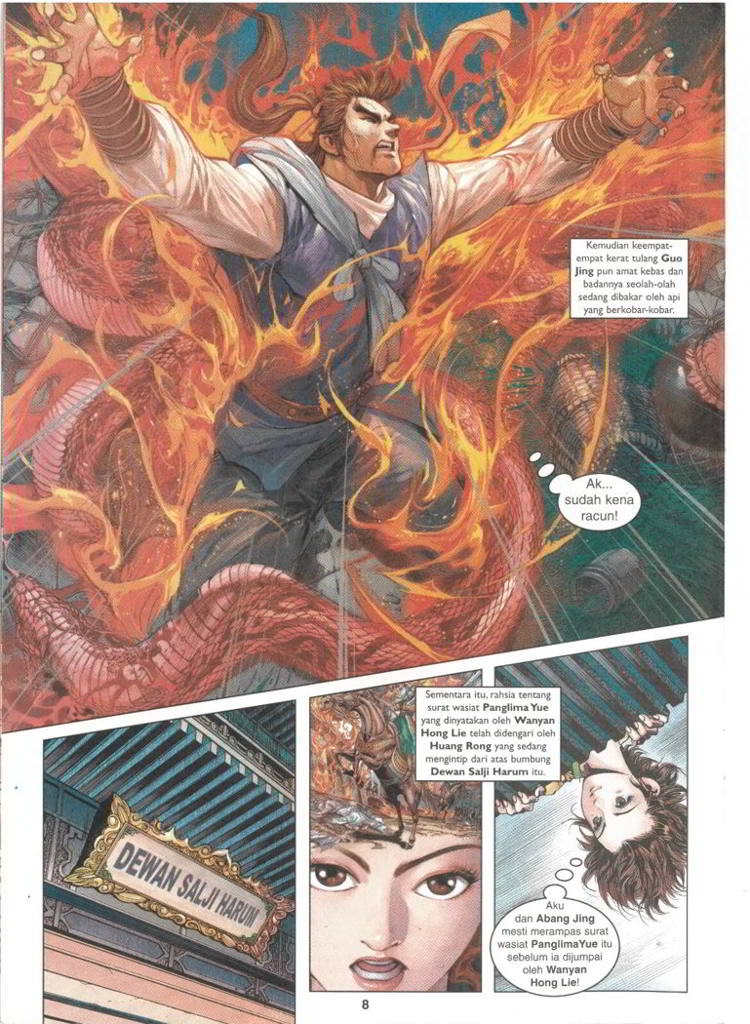 Kemudian keempat-
empat kerat tulang Guo
Jing pun amat kebas dan
badannya seolah-olah
sedang dibakar oleh api
yang berkobar-kobar.
Ak...
sudah kena
racun!
DEWAN SALJI HARUM
Sementara itu, rahsia tentang
surat wasiat Panglima Yue
yang dinyatakan oleh Wanyan
Hong Lie telah didengari oleh
Huang Rong yang sedang
mengintip dari atas bumbung
Dewan Salji Harum itu.
Aku
dan Abang Jing
mesti merampas surat
wasiat PanglimaYue itu
sebelum ia dijumpai
oleh Wanyan
Hong Lie!
8